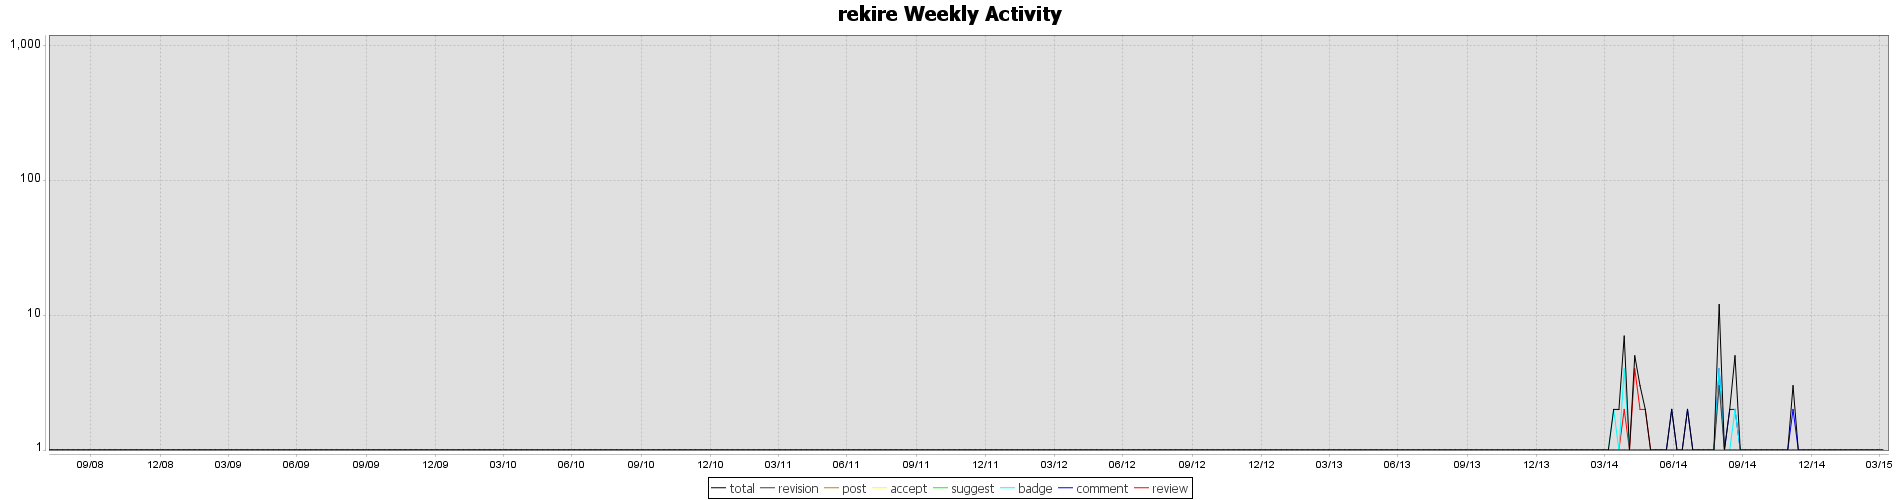 rekire Weekly Activity
1,000
100
10
1
09/08 12/08 03/09 06/09 09/09 12/09 03/10 06/10 09/10 12/10 03/11 06/11 09/11 12/11 03/12 06/12 09/12 12/12 03/13 06/13 09/13 12/13 03/14 06/14 09/14 12/14 03/15
total revision post accept suggest badge comment review